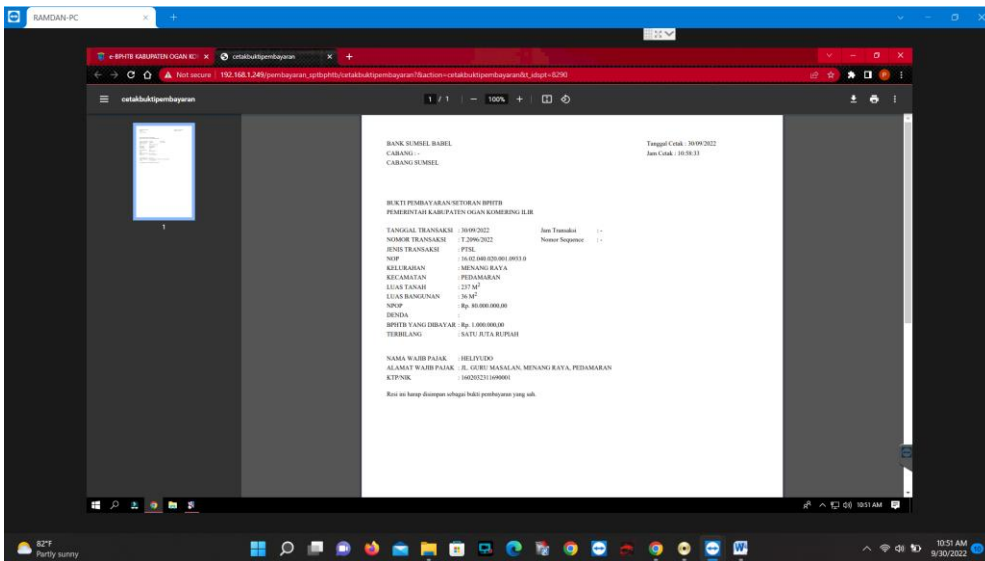 RAMDAN-PC
e-BPHTB KABUPATEN OGAN KO
cetakbuktipembayaran
Not secure 192.168.1.249/pembayaran_sptbphtb/cetakbuktipembayaran?&action=cetakbuktipembayaran&t_idspt=8290
cetakbuktipembayaran 1 / 1 100%
1
BANK SUMSEL BABEL Tanggal Cetak : 30/09/2022
CABANG : - Jam Cetak : 10:50:33
CABANG SUMSEL
BUKTI PEMBAYARAN/SETORAN BPHTB
PEMERINTAH KABUPATEN OGAN KOMERING ILIR
TANGGAL TRANSAKSI : 30/09/2022 Jam Transaksi : -
NOMOR TRANSAKSI : T.2096/2022 Nomor Sequence : -
JENIS TRANSAKSI : PTSL
NOP : 16.02.040.020.001.0933.0
KELURAHAN : MENANG RAYA
KECAMATAN : PEDAMARAN
LUAS TANAH : 237 M²
LUAS BANGUNAN : 36 M²
NPOP : Rp. 80.000.000,00
DENDA :
BPHTB YANG DIBAYAR : Rp. 1.000.000,00
TERBILANG : SATU JUTA RUPIAH
NAMA WAJIB PAJAK : HELIYUDO
ALAMAT WAJIB PAJAK : JL. GURU MASALAN, MENANG RAYA, PEDAMARAN
KTP/NIK : 1602032311690001
Resi ini harap disimpan sebagai bukti pembayaran yang sah.
10:51 AM
82°F
Partly sunny
10:51 AM
9/30/2022